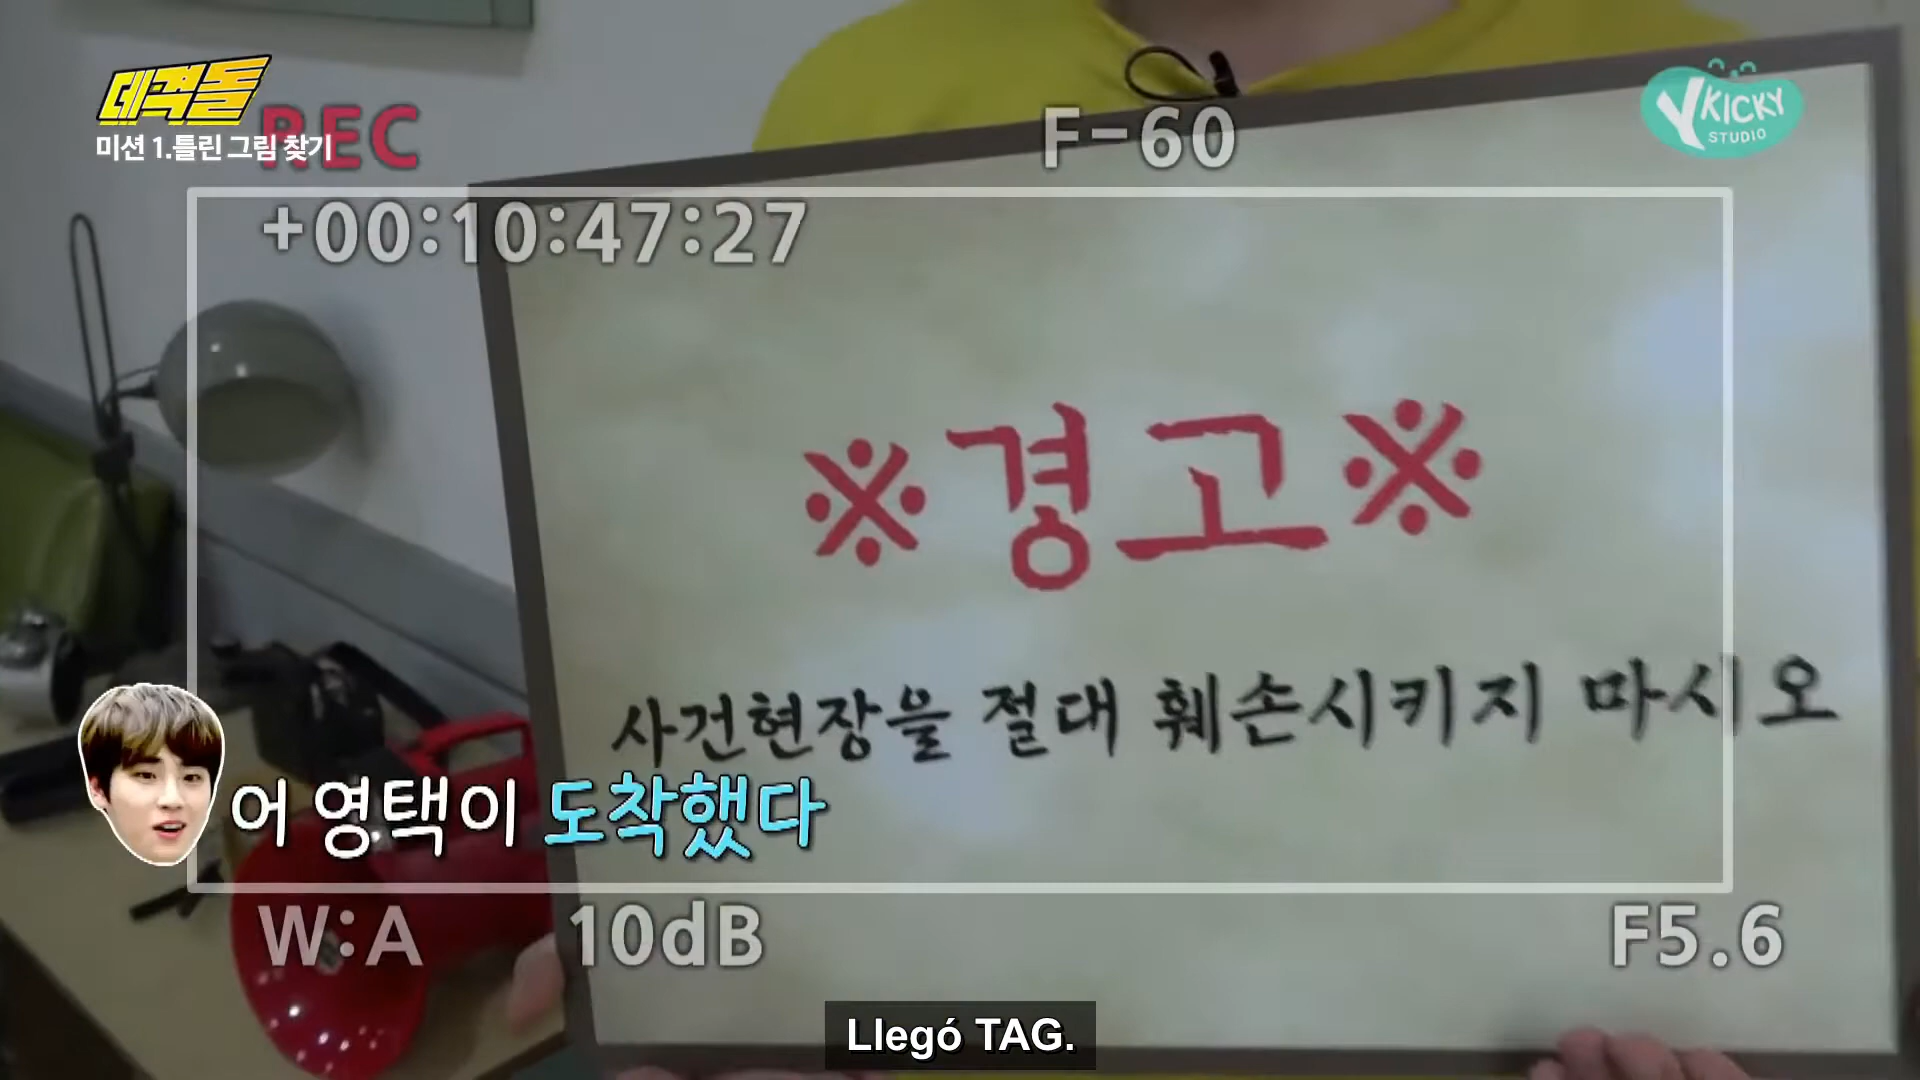 데격돌
미션 1.틀린 그림 찾기
REC
F-60
Y KICKY
STUDIO
+00:10:47:27
※경고※
사건현장을 절대 훼손시키지 마시오
어 영택이 도착했다
W:A 10dB F5.6
Llegó TAG.